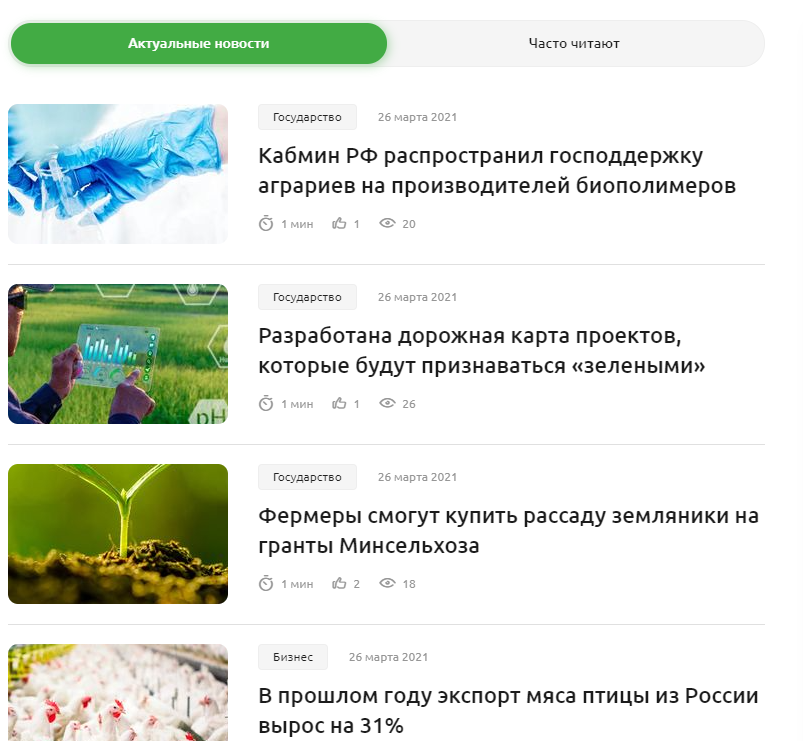 Актуальные новости
Часто читают
Государство
26 марта 2021
Кабмин РФ распространил господдержку
аграриев на производителей биополимеров
1 мин
1
20
Государство
26 марта 2021
Разработана дорожная карта проектов,
которые будут признаваться «зелеными»
1 мин
1
26
pH
Государство
26 марта 2021
Фермеры смогут купить рассаду земляники на
гранты Минсельхоза
1 мин
2
18
Бизнес
26 марта 2021
В прошлом году экспорт мяса птицы из России
вырос на 31%